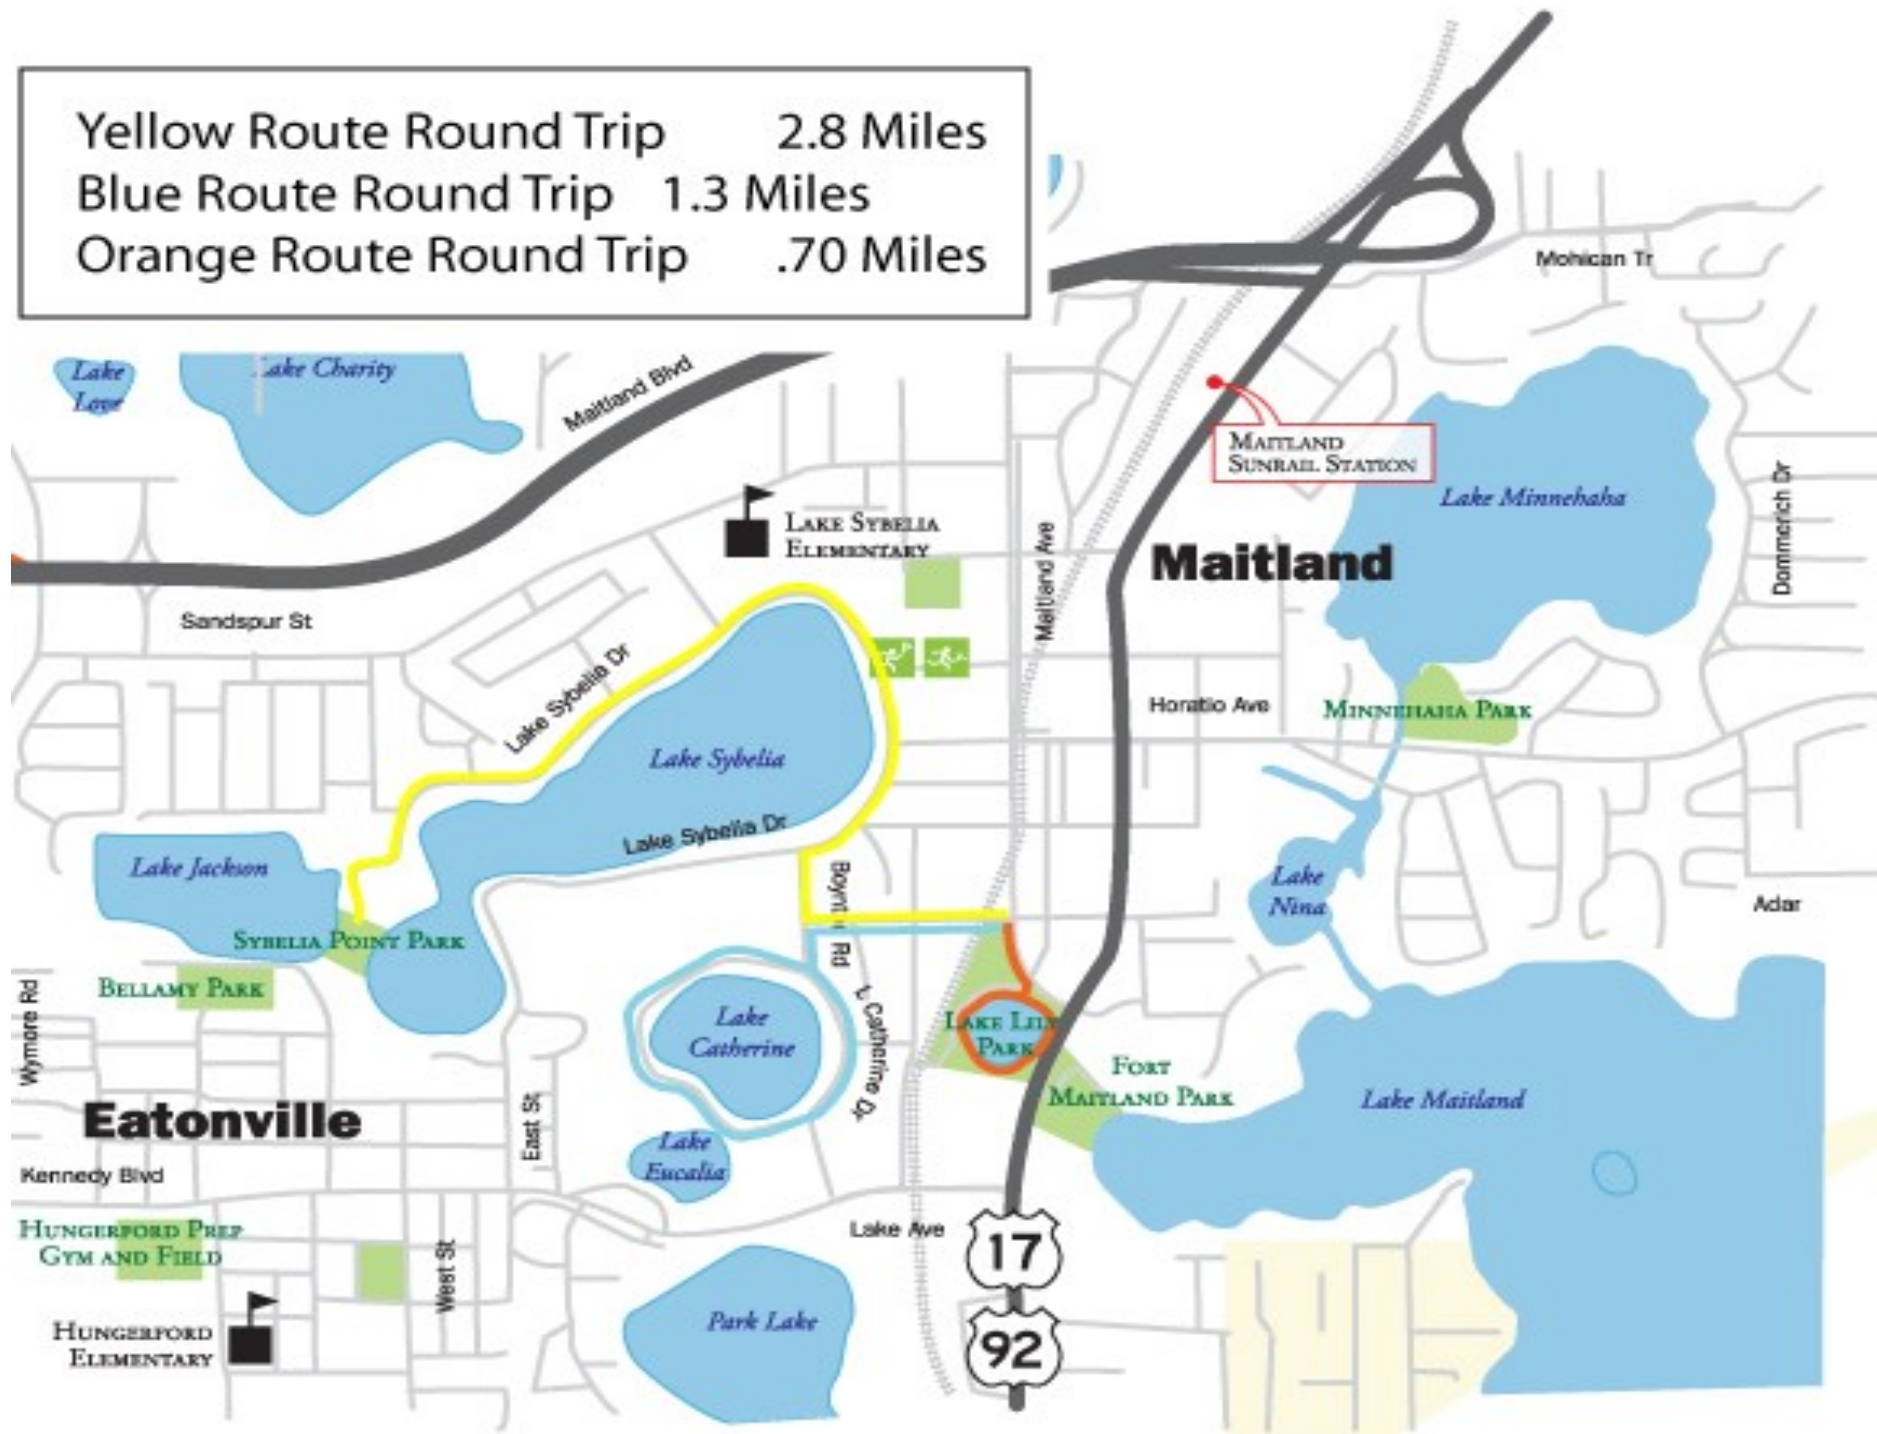 Yellow Route Round Trip 2.8 Miles
Blue Route Round Trip 1.3 Miles
Orange Route Round Trip .70 Miles
Mohican Tr
Lake
Love
Lake Charity
Maitland Blvd
MAITLAND
SUNRAIL STATION
Lake Minnehaha
LAKE SYBELIA
ELEMENTARY
Maitland Ave
Maitland
Dommerich Dr
Sandspur St
Lake Sybelia Dr
Horatio Ave
MINNEHAHA PARK
Lake Sybelia
Lake Sybelia Dr
Lake Jackson
Boynt
Rd
Lake
Nina
Adar
SYBELIA POINT PARK
BELLAMY PARK
Wymore Rd
Lake
Catherine
L Catherine Dr
LAKE LILY
PARK
FORT
MAITLAND PARK
Lake Maitland
Eatonville
East St
Lake
Eucalia
Kennedy Blvd
HUNGERFORD PREP
GYM AND FIELD
West St
Lake Ave
17
Park Lake
92
HUNGERFORD
ELEMENTARY